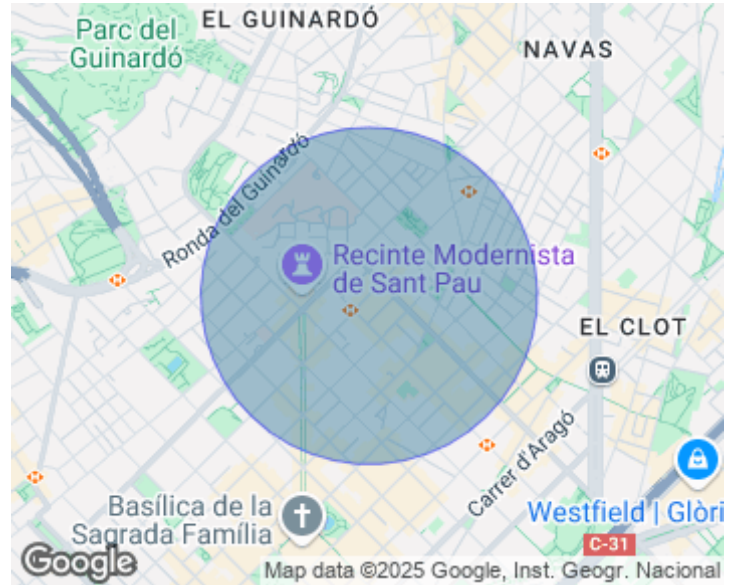 EL GUINARDÓ
Parc del
Guinardó
NAVAS
Ronda del Guinardó
Recinte Modernista
de Sant Pau
EL CLOT
Carrer d'Aragó
Westfield | Glòri
Basílica de la
Sagrada Família
C-31
Google
Map data ©2025 Google, Inst. Geogr. Nacional